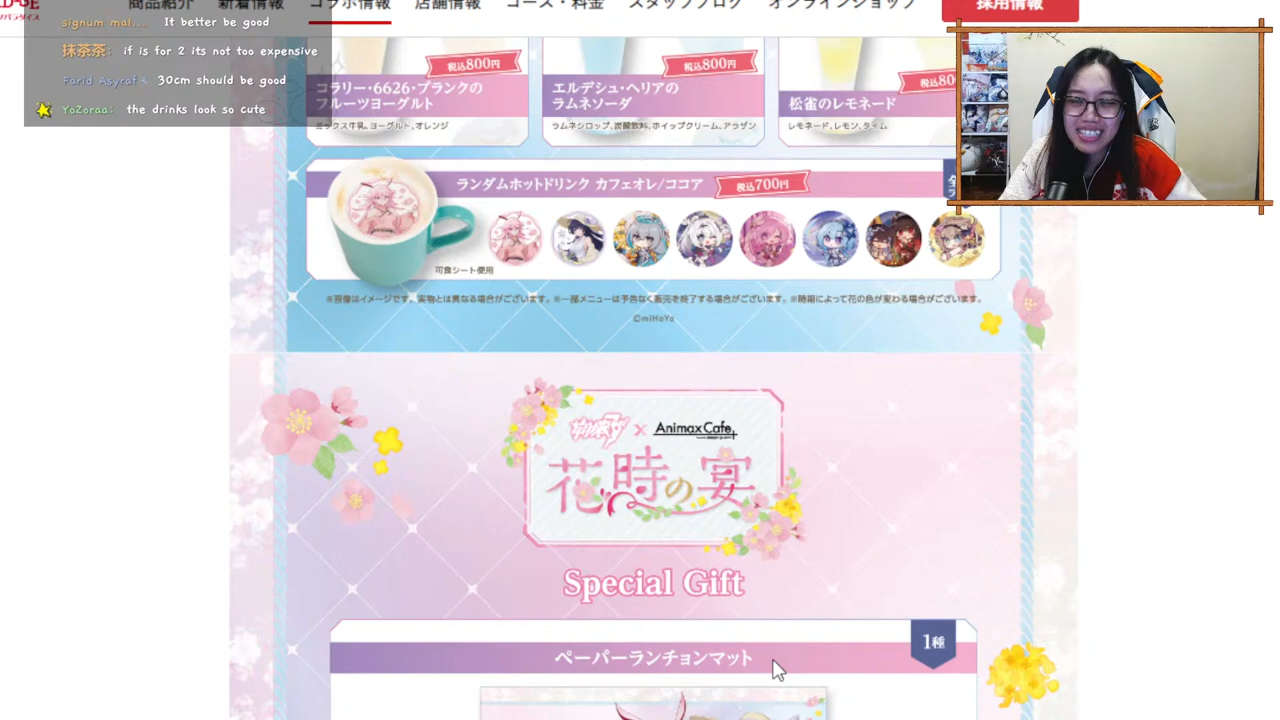 商品紹介 新着情報 コラボ情報 店舗情報 コース・料金 スタッフブログ オンラインショップ 採用情報
signum mal... It better be good
抹茶茶: if is for 2 its not too expensive
Farid Asyraf 30cm should be good
YoZoraa: the drinks look so cute
税込800円
コラリー・6626・プランクの
フルーツヨーグルト
ミックス牛乳、ヨーグルト、オレンジ
税込800円
エルデシュ・ヘリアの
ラムネソーダ
ラムネシロップ、炭酸飲料、ホイップクリーム、アラザン
税込80
松雀のレモネード
レモネード、レモン、タイム
ランダムホットドリンク カフェオレ/ココア 税込700円
可食シート使用
※画像はイメージです。実物とは異なる場合がございます。※一部メニューは予告なく販売を終了する場合がございます。※時期によって花の色が変わる場合がございます。
©miHoYo
崩壊3 × Animax Cafe+
花時の宴
Special Gift
1種
ペーパーランチョンマット